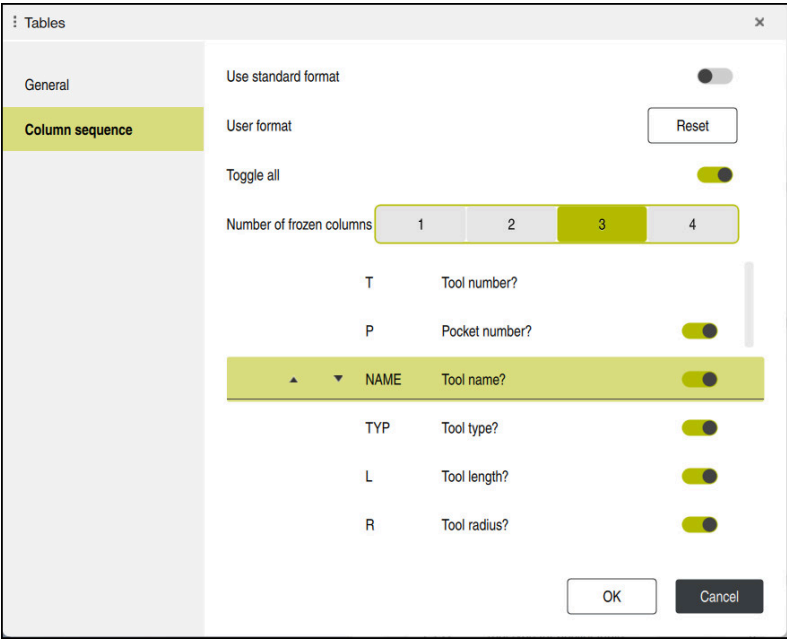 Tables
General
Column sequence
Use standard format
User format
Reset
Toggle all
Number of frozen columns 1 2 3 4
T Tool number?
P Pocket number?
NAME Tool name?
TYP Tool type?
L Tool length?
R Tool radius?
OK Cancel